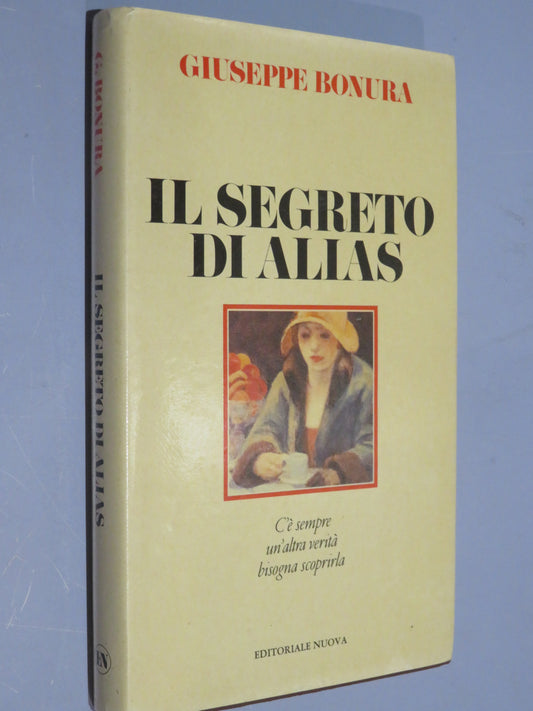 GIUSEPPE BONURA
IL SEGRETO
DI ALIAS
C'è sempre
un'altra verità
bisogna scoprirla
EDITORIALE NUOVA
G. BONURA
IL SEGRETO DI ALIAS
EN